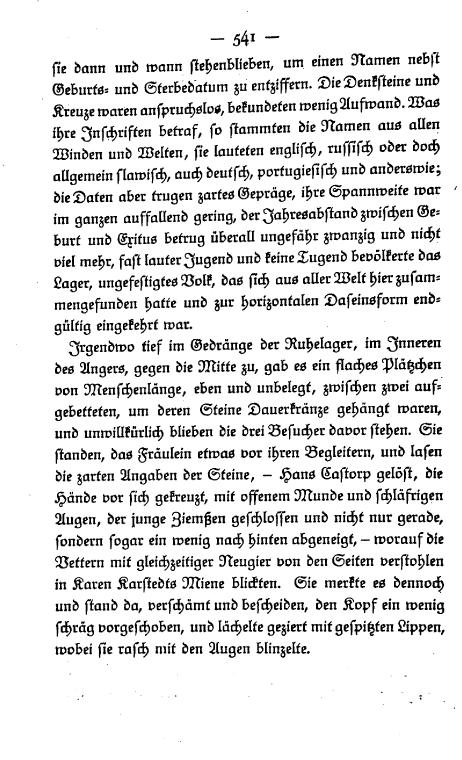 — 541 —
sie dann und wann stehenblieben, um einen Namen nebst
Geburts- und Sterbedatum zu entziffern. Die Denksteine und
Kreuze waren anspruchslos, bekundeten wenig Aufwand. Was
ihre Inschriften betraf, so stammten die Namen aus allen
Winden und Welten, sie lauteten englisch, russisch oder doch
allgemein slawisch, auch deutsch, portugiesisch und anderswie;
die Daten aber trugen zartes Gepräge, ihre Spannweite war
im ganzen auffallend gering, der Jahresabstand zwischen Ge-
burt und Exitus betrug überall ungefähr zwanzig und nicht
viel mehr, fast lauter Jugend und keine Tugend bevölkerte das
Lager, ungefestigtes Volk, das sich aus aller Welt hier zusam-
mengefunden hatte und zur horizontalen Daseinsform end-
gültig eingekehrt war.
Irgendwo tief im Gedränge der Ruhelager, im Inneren
des Angers, gegen die Mitte zu, gab es ein flaches Plätzchen
von Menschenlänge, eben und unbelegt, zwischen zwei auf-
gebetteten, um deren Steine Dauerkränze gehängt waren,
und unwillkürlich blieben die drei Besucher davor stehen. Sie
standen, das Fräulein etwas vor ihren Begleitern, und lasen
die zarten Angaben der Steine, – Hans Castorp gelöst, die
Hände vor sich gekreuzt, mit offenem Munde und schläfrigen
Augen, der junge Ziemßen geschlossen und nicht nur gerade,
sondern sogar ein wenig nach hinten abgeneigt, – worauf die
Vettern mit gleichzeitiger Neugier von den Seiten verstohlen
in Karen Karstedts Miene blickten. Sie merkte es dennoch
und stand da, verschämt und bescheiden, den Kopf ein wenig
schräg vorgeschoben, und lächelte geziert mit gespitzten Lippen,
wobei sie rasch mit den Augen blinzelte.